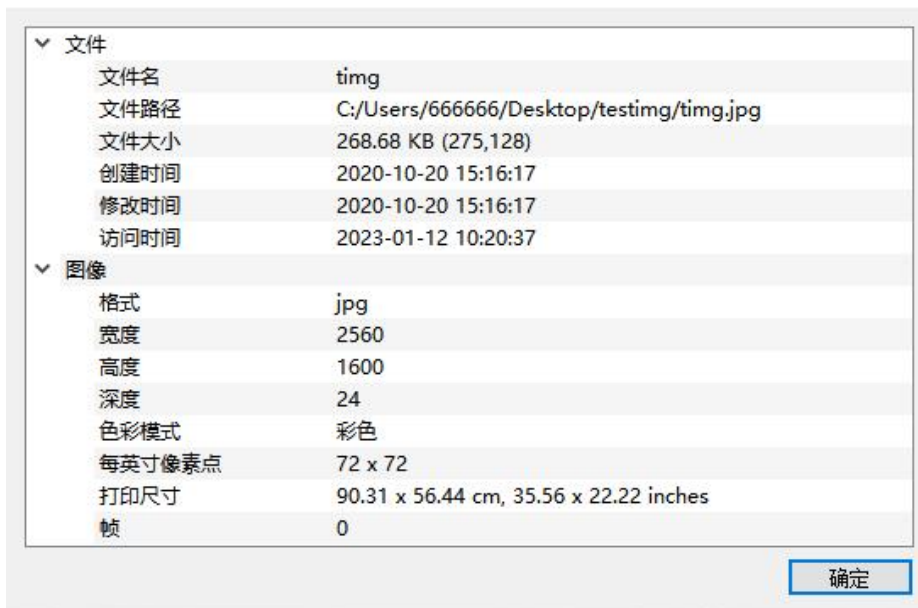 文件
文件名 timg
文件路径 C:/Users/666666/Desktop/testimg/timg.jpg
文件大小 268.68 KB (275,128)
创建时间 2020-10-20 15:16:17
修改时间 2020-10-20 15:16:17
访问时间 2023-01-12 10:20:37
图像
格式 jpg
宽度 2560
高度 1600
深度 24
色彩模式 彩色
每英寸像素点 72 x 72
打印尺寸 90.31 x 56.44 cm, 35.56 x 22.22 inches
帧 0
确定